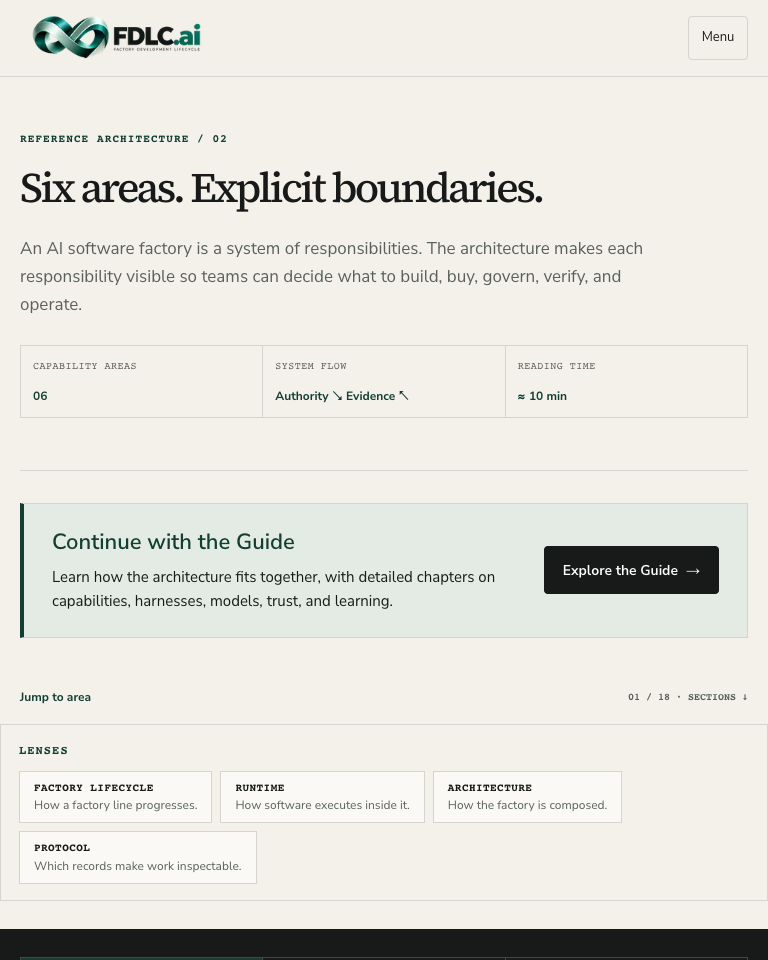 FDLC.ai
FACTORY DEVELOPMENT LIFECYCLE
Menu
REFERENCE ARCHITECTURE / 02
Six areas. Explicit boundaries.
An AI software factory is a system of responsibilities. The architecture makes each
responsibility visible so teams can decide what to build, buy, govern, verify, and
operate.
CAPABILITY AREAS
06
SYSTEM FLOW
Authority ↘ Evidence ↖
READING TIME
≈ 10 min
Continue with the Guide
Learn how the architecture fits together, with detailed chapters on
capabilities, harnesses, models, trust, and learning.
Explore the Guide →
Jump to area
01 / 18 · SECTIONS ↓
LENSES
FACTORY LIFECYCLE
How a factory line progresses.
RUNTIME
How software executes inside it.
ARCHITECTURE
How the factory is composed.
PROTOCOL
Which records make work inspectable.